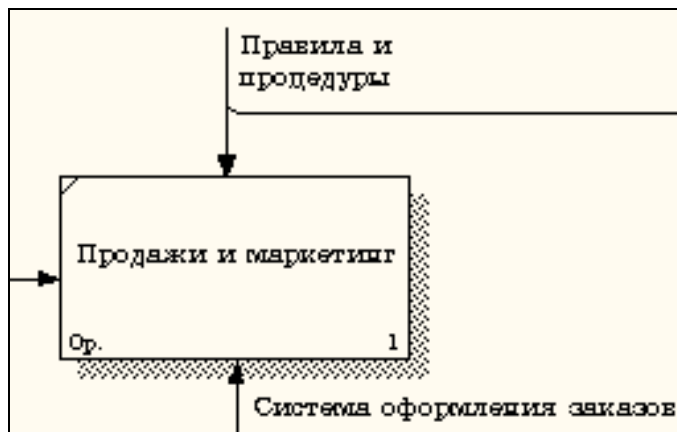 Правила и
процедуры
Продажи и маркетинг
0р. 1
Система оформления заказов